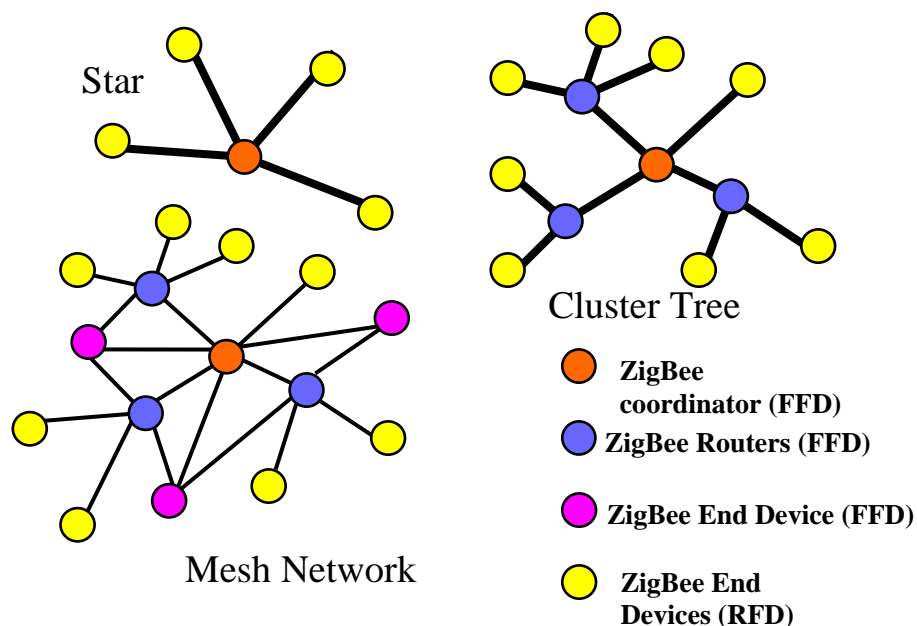 Star
Cluster Tree
Mesh Network
ZigBee
coordinator (FFD)
ZigBee Routers (FFD)
ZigBee End Device (FFD)
ZigBee End
Devices (RFD)